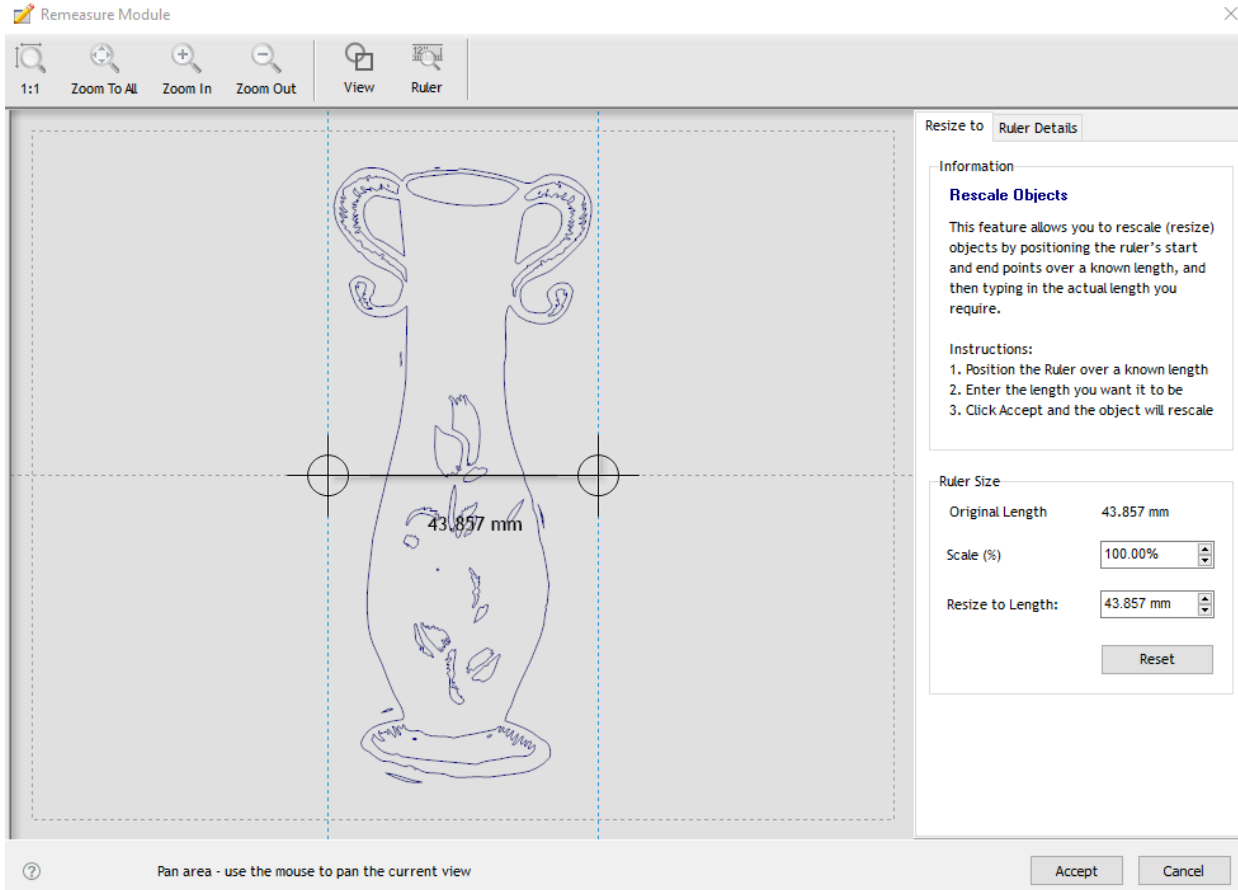 Remeasure Module
1:1
Zoom To All
Zoom In
Zoom Out
View
12"
Ruler
Resize to
Ruler Details
Information
Rescale Objects
This feature allows you to rescale (resize)
objects by positioning the ruler's start
and end points over a known length, and
then typing in the actual length you
require.
Instructions:
1. Position the Ruler over a known length
2. Enter the length you want it to be
3. Click Accept and the object will rescale
43.857 mm
Ruler Size
Original Length 43.857 mm
Scale (%) 100.00%
Resize to Length: 43.857 mm
Reset
? Pan area - use the mouse to pan the current view
Accept
Cancel